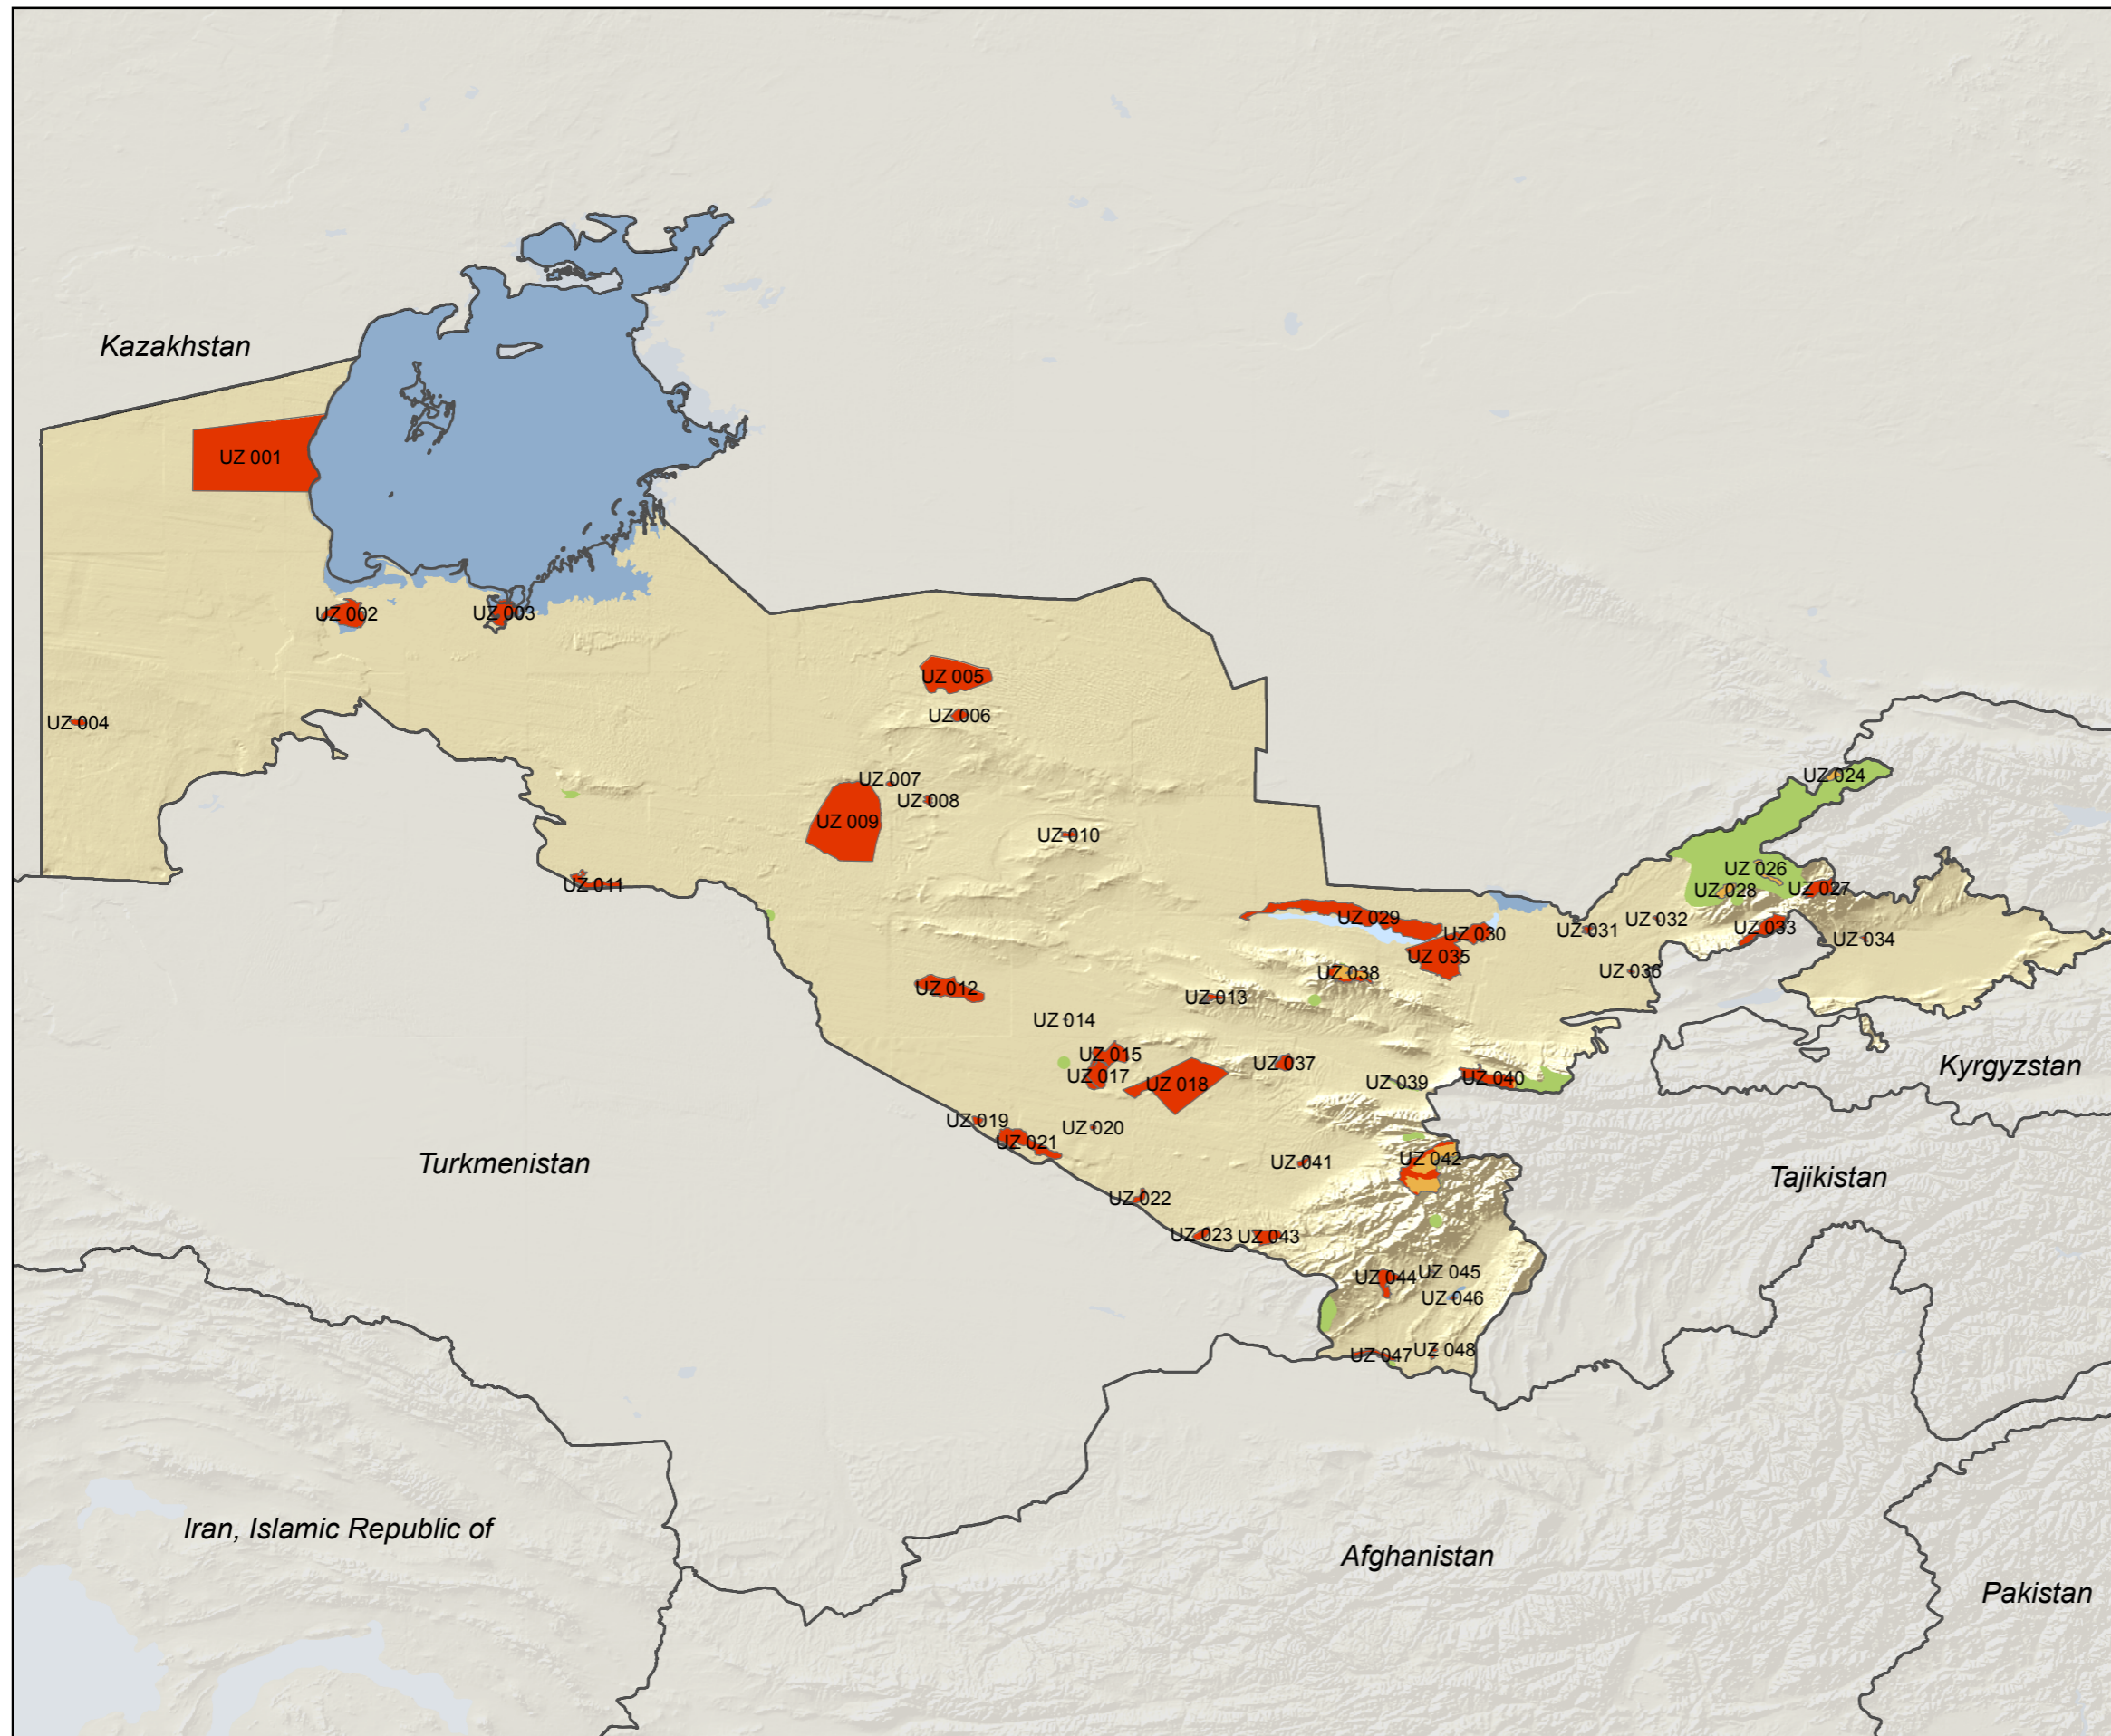 Kazakhstan
UZ 001
UZ 002
UZ 003
UZ 005
UZ 006
UZ 004
UZ 007
UZ 008
UZ 009
UZ 010
UZ 011
UZ 024
UZ 026
UZ 028
UZ 027
UZ 029
UZ 030
UZ 031
UZ 032
UZ 033
UZ 034
UZ 035
UZ 036
UZ 038
UZ 012
UZ 013
UZ 014
UZ 015
UZ 017
UZ 018
UZ 037
UZ 039
UZ 040
Kyrgyzstan
UZ 019
UZ 020
UZ 021
UZ 041
UZ 042
Turkmenistan
Tajikistan
UZ 022
UZ 023
UZ 043
UZ 044
UZ 045
UZ 046
UZ 047
UZ 048
Iran, Islamic Republic of
Afghanistan
Pakistan